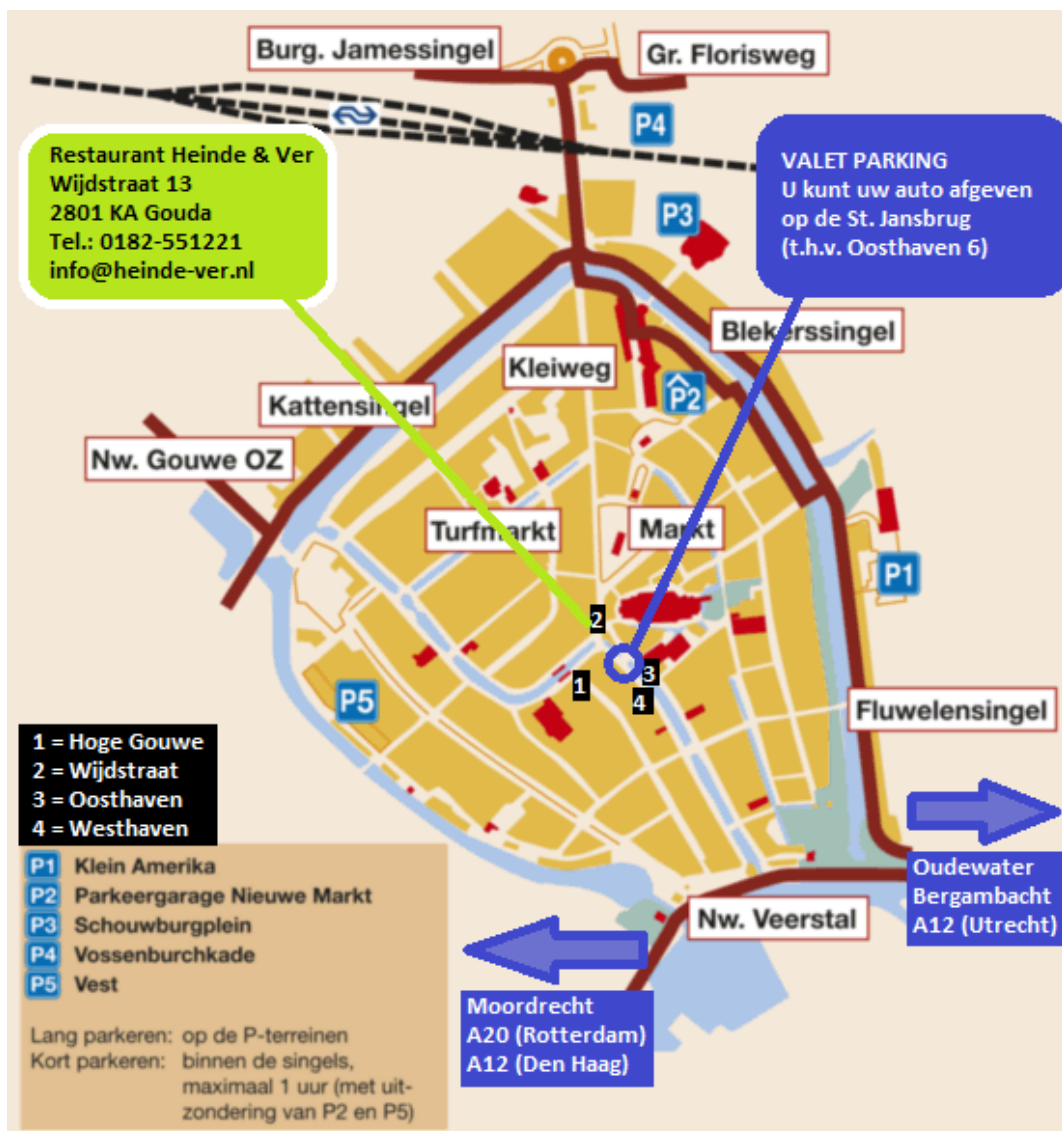 Burg. Jamessingel
Gr. Florisweg
P4
Restaurant Heinde & Ver
Wijdstraat 13
2801 KA Gouda
Tel.: 0182-551221
info@heinde-ver.nl
VALET PARKING
U kunt uw auto afgeven
op de St. Jansbrug
(t.h.v. Oosthaven 6)
P3
Blekerssingel
Kleiweg
P2
Kattensingel
Nw. Gouwe OZ
Turfmarkt
Markt
P1
2
1
3
4
P5
Fluwelensingel
1 = Hoge Gouwe
2 = Wijdstraat
3 = Oosthaven
4 = Westhaven
P1 Klein Amerika
P2 Parkeergarage Nieuwe Markt
P3 Schouwburgplein
P4 Vossenburchkade
P5 Vest
Lang parkeren: op de P-terreinen
Kort parkeren: binnen de singels,
maximaal 1 uur (met uit-
zondering van P2 en P5)
Nw. Veerstal
Oudewater
Bergambacht
A12 (Utrecht)
Moordrecht
A20 (Rotterdam)
A12 (Den Haag)